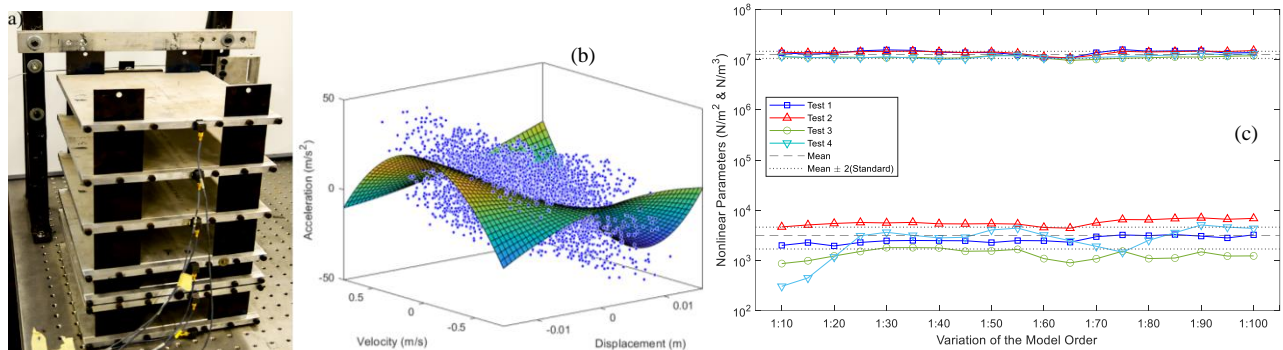 a)
(b)
50
0
-50
Acceleration (m/s²)
0.5
0
-0.5
Velocity (m/s)
-0.01
0
0.01
Displacement (m)
(c)
10⁸
10⁷
10⁶
10⁵
10⁴
10³
10²
Nonlinear Parameters (N/m² & N/m³)
Test 1
Test 2
Test 3
Test 4
Mean
Mean ± 2(Standard)
1:10 1:20 1:30 1:40 1:50 1:60 1:70 1:80 1:90 1:100
Variation of the Model Order